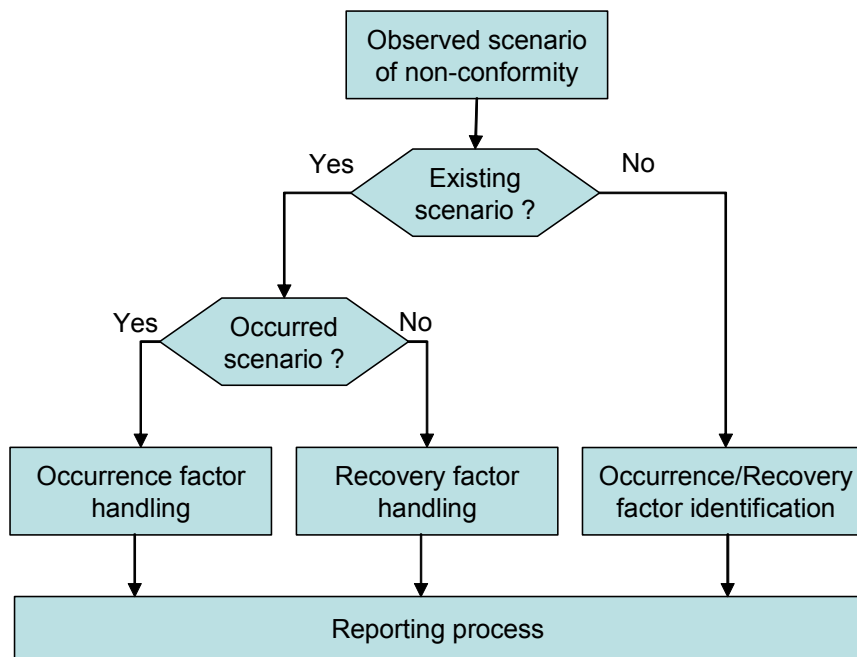 Observed scenario
of non-conformity
Yes
No
Existing
scenario ?
Yes
No
Occurred
scenario ?
Occurrence factor
handling
Recovery factor
handling
Occurrence/Recovery
factor identification
Reporting process